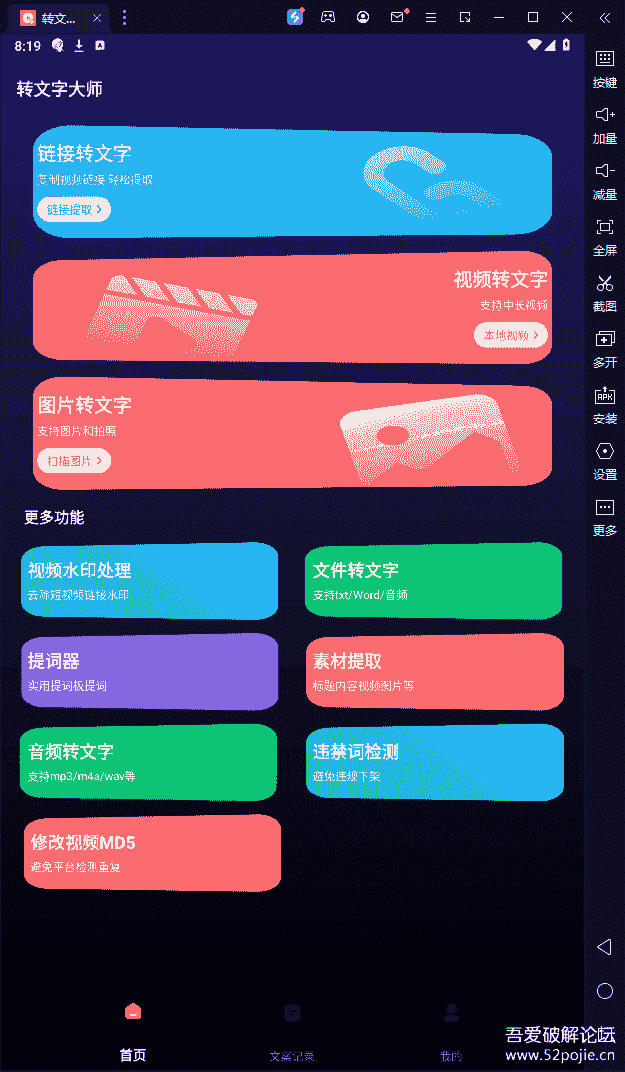 转文...
8:19
转文字大师
链接转文字
复制视频链接 轻松提取
链接提取
视频转文字
支持中长视频
本地视频
图片转文字
支持图片和拍照
扫描图片
更多功能
视频水印处理
去除短视频链接水印
文件转文字
支持txt/Word/音频
提词器
实用提词板提词
素材提取
标题内容视频图片等
音频转文字
支持mp3/m4a/wav等
违禁词检测
避免违规下架
修改视频MD5
避免平台检测重复
首页
文案记录
我的
按键
加量
减量
全屏
截图
多开
APK
安装
设置
更多
吾爱破解论坛
www.52pojie.cn